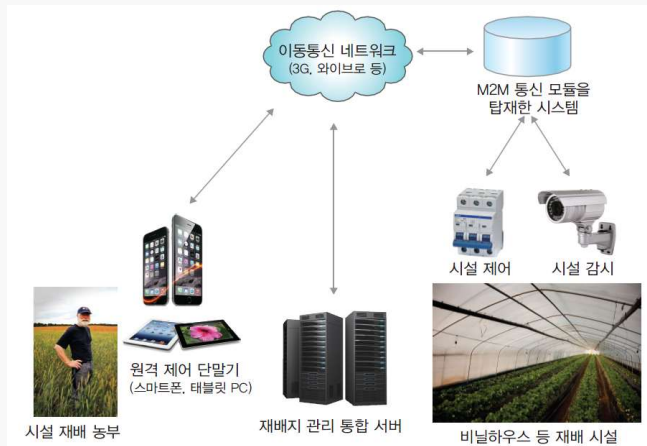 이동통신 네트워크
(3G, 와이브로 등)
M2M 통신 모듈을
탑재한 시스템
시설 제어
시설 감시
원격 제어 단말기
(스마트폰, 태블릿 PC)
시설 재배 농부
재배지 관리 통합 서버
비닐하우스 등 재배 시설